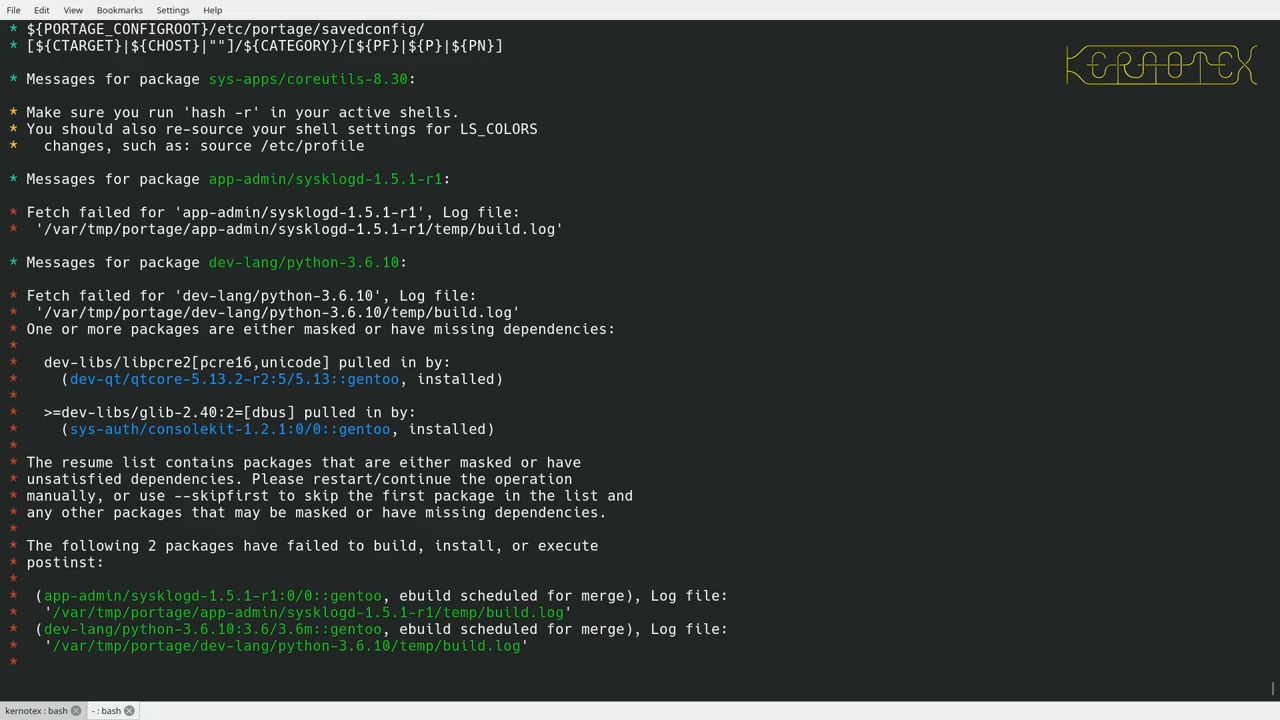 File Edit View Bookmarks Settings Help
* ${PORTAGE_CONFIGROOT}/etc/portage/savedconfig/
* [${CTARGET}|${CHOST}|""]/${CATEGORY}/[${PF}|${P}|${PN}]
KERNOTEX
* Messages for package sys-apps/coreutils-8.30:
* Make sure you run 'hash -r' in your active shells.
* You should also re-source your shell settings for LS_COLORS
*   changes, such as: source /etc/profile
* Messages for package app-admin/sysklogd-1.5.1-r1:
* Fetch failed for 'app-admin/sysklogd-1.5.1-r1', Log file:
*  '/var/tmp/portage/app-admin/sysklogd-1.5.1-r1/temp/build.log'
* Messages for package dev-lang/python-3.6.10:
* Fetch failed for 'dev-lang/python-3.6.10', Log file:
*  '/var/tmp/portage/dev-lang/python-3.6.10/temp/build.log'
* One or more packages are either masked or have missing dependencies:
*
*   dev-libs/libpcre2[pcre16,unicode] pulled in by:
*     (dev-qt/qtcore-5.13.2-r2:5/5.13::gentoo, installed)
*
*   >=dev-libs/glib-2.40:2=[dbus] pulled in by:
*     (sys-auth/consolekit-1.2.1:0/0::gentoo, installed)
*
* The resume list contains packages that are either masked or have
* unsatisfied dependencies. Please restart/continue the operation
* manually, or use --skipfirst to skip the first package in the list and
* any other packages that may be masked or have missing dependencies.
*
* The following 2 packages have failed to build, install, or execute
* postinst:
*
*  (app-admin/sysklogd-1.5.1-r1:0/0::gentoo, ebuild scheduled for merge), Log file:
*   '/var/tmp/portage/app-admin/sysklogd-1.5.1-r1/temp/build.log'
*  (dev-lang/python-3.6.10:3.6/3.6m::gentoo, ebuild scheduled for merge), Log file:
*   '/var/tmp/portage/dev-lang/python-3.6.10/temp/build.log'
*
kernotex : bash - : bash